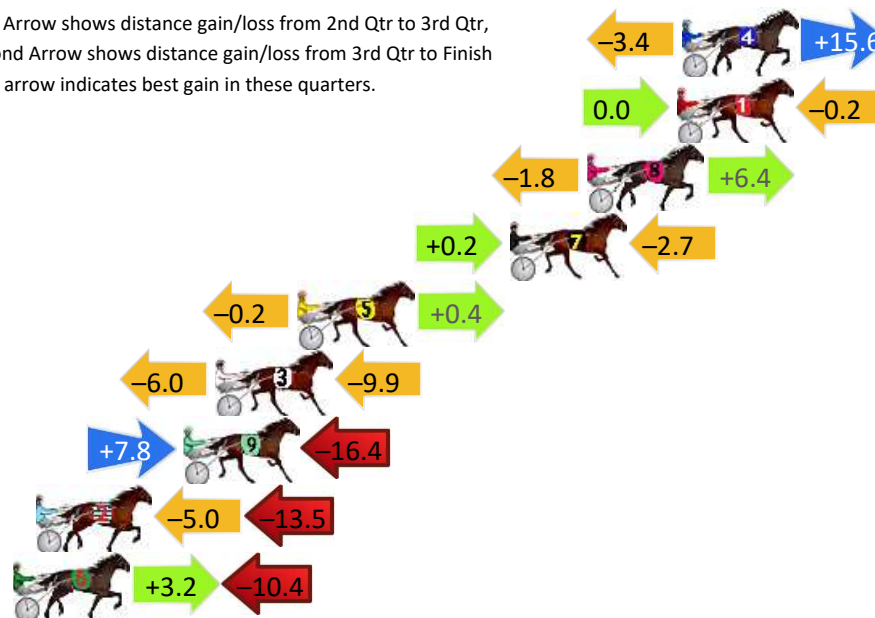 Arrow shows distance gain/loss from 2nd Qtr to 3rd Qtr,
ond Arrow shows distance gain/loss from 3rd Qtr to Finish
arrow indicates best gain in these quarters.
–3.4 4 +15.6
0.0 1 –0.2
–1.8 8 +6.4
+0.2 7 –2.7
–0.2 5 +0.4
–6.0 3 –9.9
+7.8 9 –16.4
2 –5.0 –13.5
+3.2 –10.4